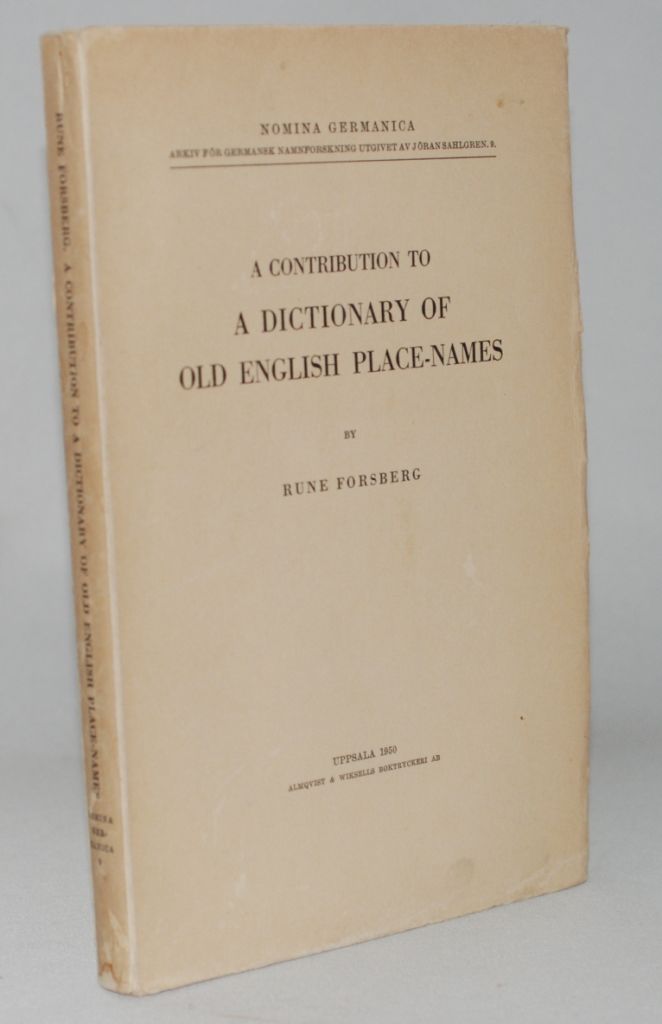 NOMINA GERMANICA
ARKIV FÖR GERMANSK NAMNFORSKNING UTGIVET AV JÖRAN SAHLGREN. 9.
A CONTRIBUTION TO
A DICTIONARY OF
OLD ENGLISH PLACE-NAMES
BY
RUNE FORSBERG
UPPSALA 1950
ALMQVIST & WIKSELLS BOKTRYCKERI AB
RUNE FORSBERG. A CONTRIBUTION TO A DICTIONARY OF OLD ENGLISH PLACE-NAMES